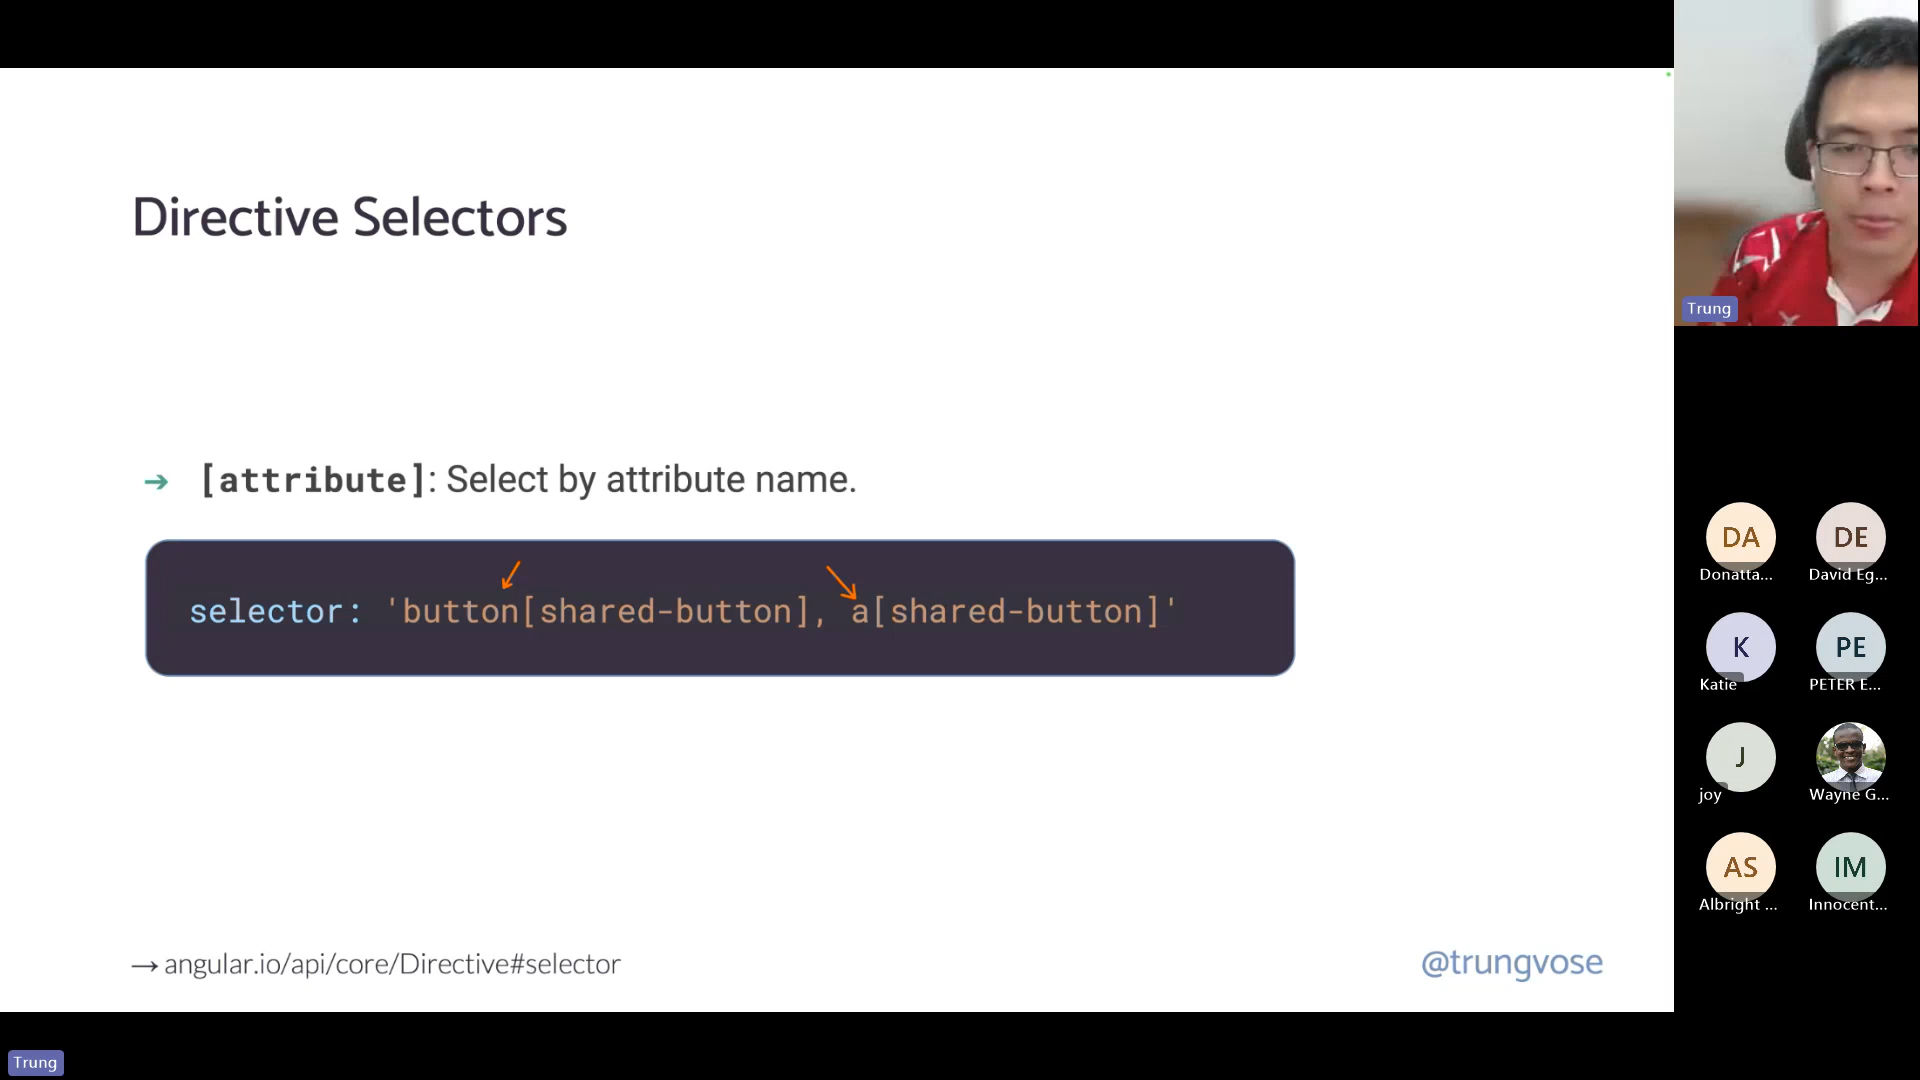 Directive Selectors
➔ [attribute]: Select by attribute name.
selector: 'button[shared-button], a[shared-button]'
→ angular.io/api/core/Directive#selector
@trungvose
Trung
DA
Donatta...
DE
David Eg...
K
Katie
PE
PETER E...
J
joy
Wayne G...
AS
Albright ...
IM
Innocent...
Trung